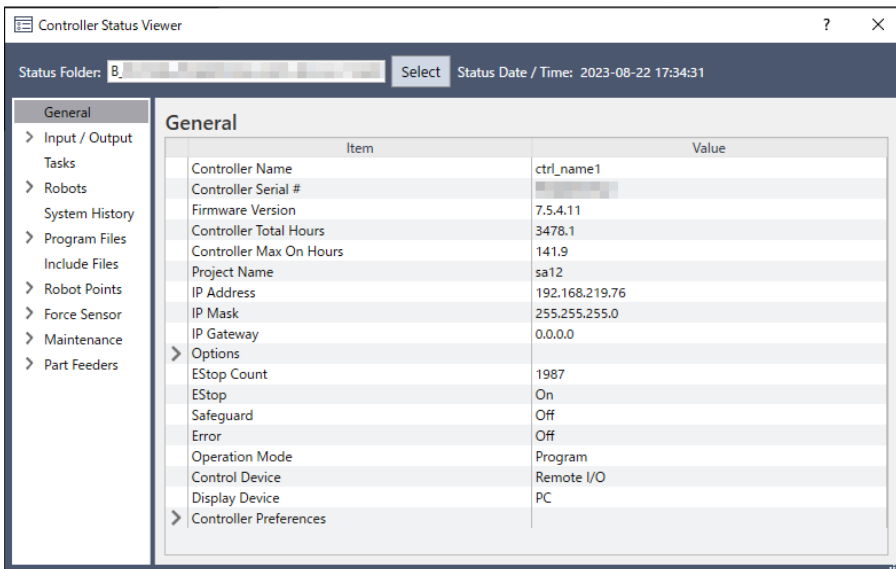 Controller Status Viewer ? ×
Status Folder: B_ Select Status Date / Time: 2023-08-22 17:34:31
General
Input / Output
Tasks
Robots
System History
Program Files
Include Files
Robot Points
Force Sensor
Maintenance
Part Feeders
General
Item Value
Controller Name ctrl_name1
Controller Serial #
Firmware Version 7.5.4.11
Controller Total Hours 3478.1
Controller Max On Hours 141.9
Project Name sa12
IP Address 192.168.219.76
IP Mask 255.255.255.0
IP Gateway 0.0.0.0
Options
EStop Count 1987
EStop On
Safeguard Off
Error Off
Operation Mode Program
Control Device Remote I/O
Display Device PC
Controller Preferences